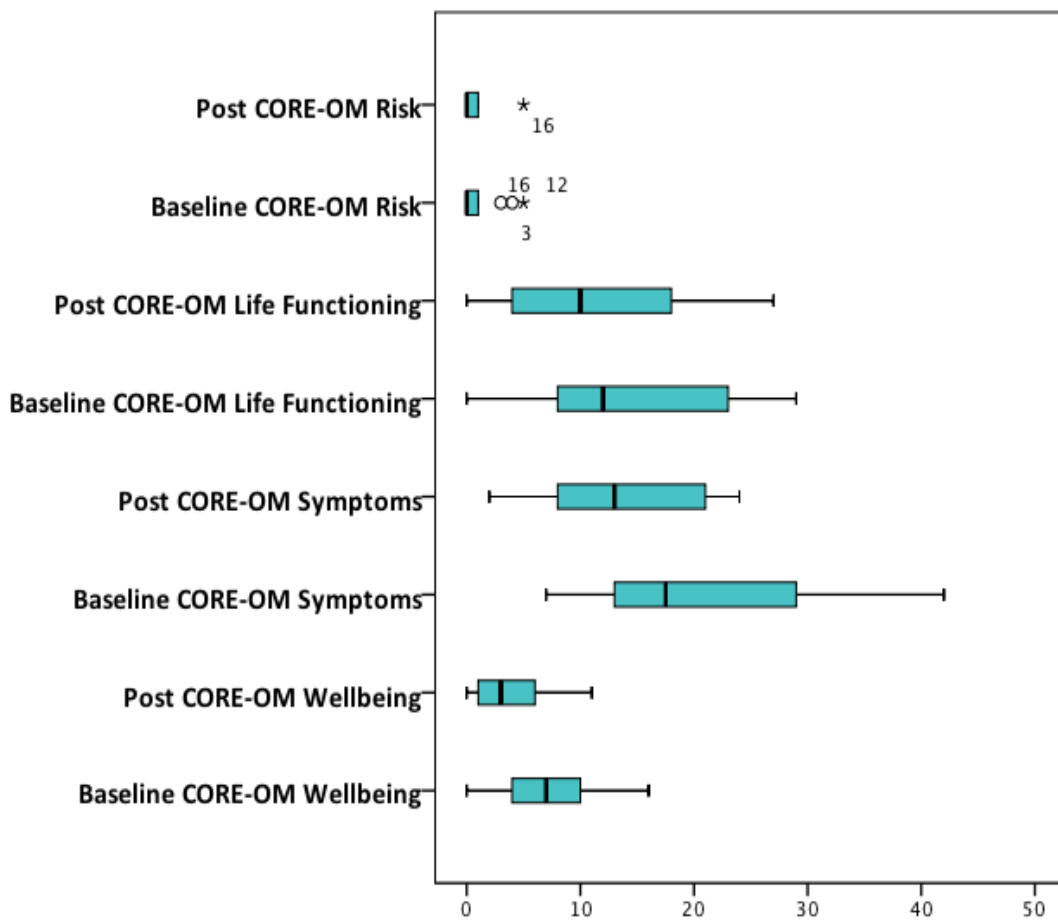 Post CORE-OM Risk
*
16
16 12
Baseline CORE-OM Risk
*
3
Post CORE-OM Life Functioning
Baseline CORE-OM Life Functioning
Post CORE-OM Symptoms
Baseline CORE-OM Symptoms
Post CORE-OM Wellbeing
Baseline CORE-OM Wellbeing
0 10 20 30 40 50